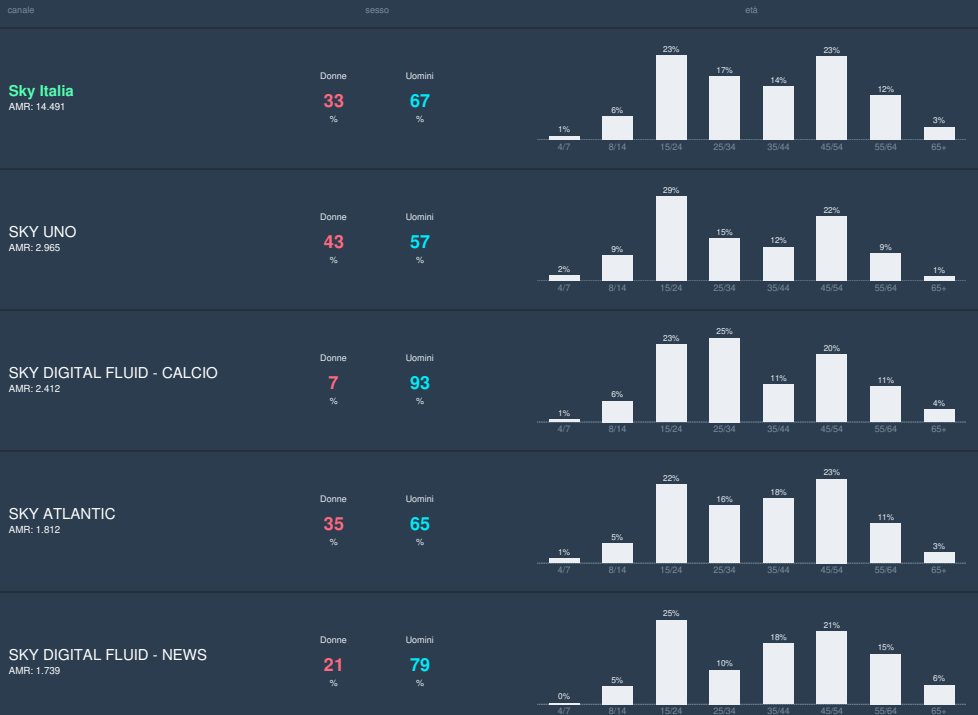 canale sesso età
Sky Italia
AMR: 14.491
Donne Uomini
33 67
% %
1% 6% 23% 17% 14% 23% 12% 3%
4/7 8/14 15/24 25/34 35/44 45/54 55/64 65+
SKY UNO
AMR: 2.965
Donne Uomini
43 57
% %
2% 9% 29% 15% 12% 22% 9% 1%
4/7 8/14 15/24 25/34 35/44 45/54 55/64 65+
SKY DIGITAL FLUID - CALCIO
AMR: 2.412
Donne Uomini
7 93
% %
1% 6% 23% 25% 11% 20% 11% 4%
4/7 8/14 15/24 25/34 35/44 45/54 55/64 65+
SKY ATLANTIC
AMR: 1.812
Donne Uomini
35 65
% %
1% 5% 22% 16% 18% 23% 11% 3%
4/7 8/14 15/24 25/34 35/44 45/54 55/64 65+
SKY DIGITAL FLUID - NEWS
AMR: 1.739
Donne Uomini
21 79
% %
0% 5% 25% 10% 18% 21% 15% 6%
4/7 8/14 15/24 25/34 35/44 45/54 55/64 65+